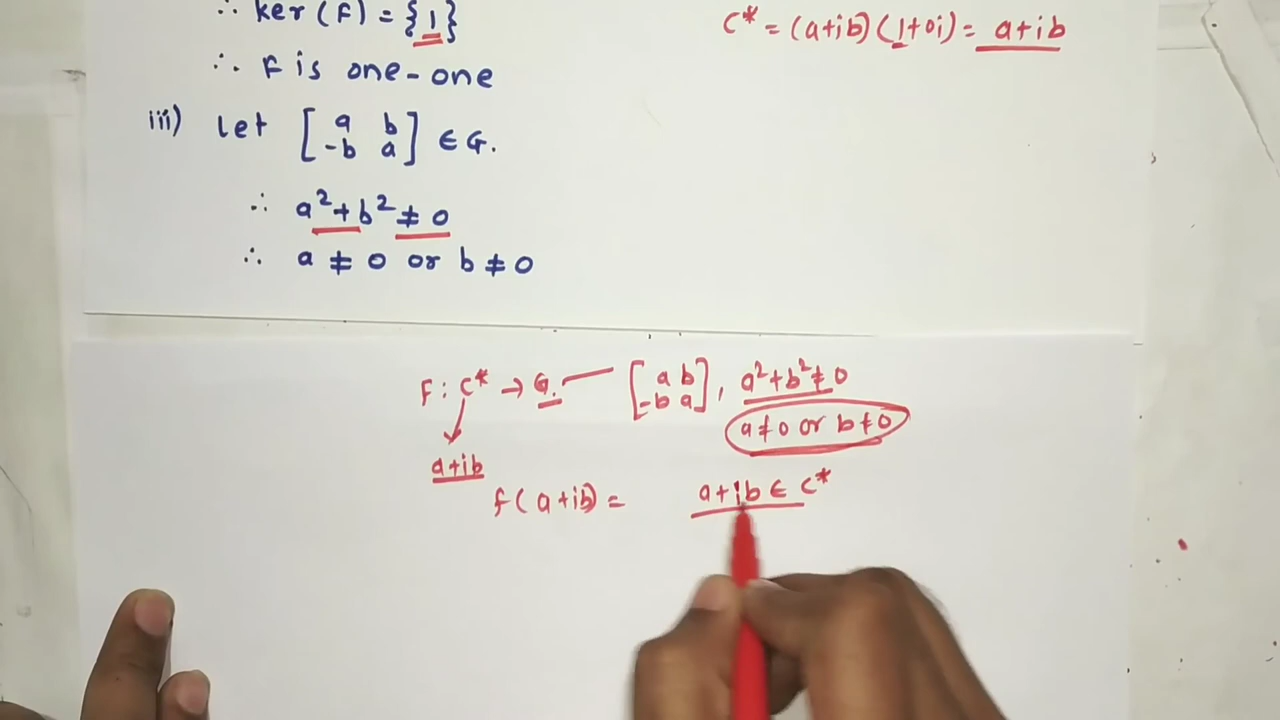 ∴ ker(F) = {1}
C* = (a+ib)(1+0i) = a+ib
∴ F is one-one
iii) Let [a b; -b a] ∈ G.
∴ a²+b² ≠ 0
∴ a ≠ 0 or b ≠ 0
F : C* → G. — [a b; -b a], a²+b² ≠ 0
a≠0 or b≠0
a+ib
f(a+ib) = a+ib ∈ C*